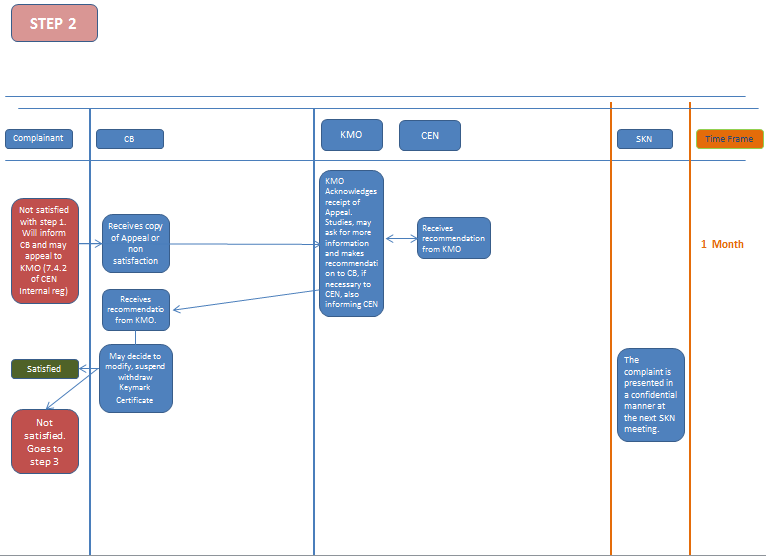 STEP 2
Complainant
CB
KMO
CEN
SKN
Time Frame
Not satisfied
with step 1.
Will inform
CB and may
appeal to
KMO (7.4.2
of CEN
Internal reg)
Receives copy
of Appeal or
non
satisfaction
KMO
Acknowledges
receipt of
Appeal.
Studies, may
ask for more
information
and makes
recommendati
on to CB, if
necessary to
CEN, also
informing CEN
Receives
recommendation
from KMO
1 Month
Receives
recommendatio
from KMO.
May decide to
modify, suspend
withdraw
Keymark
Certificate
Satisfied
Not
satisfied.
Goes to
step 3
The
complaint is
presented in
a confidential
manner at
the next SKN
meeting.